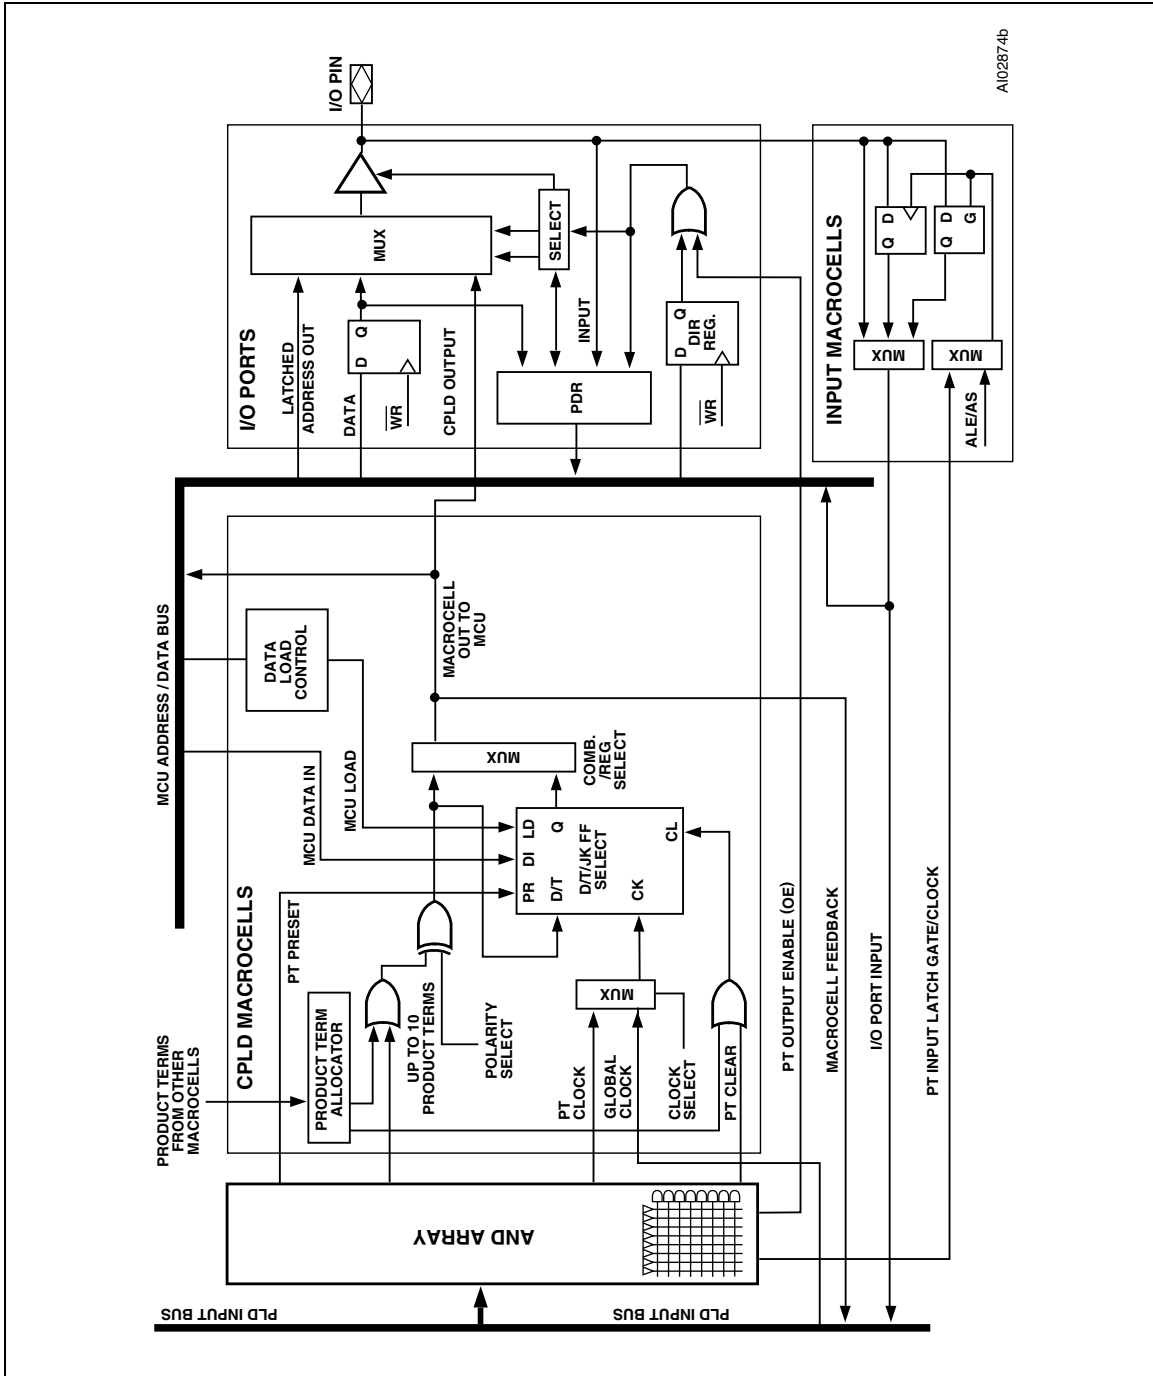 PLD INPUT BUS
PLD INPUT BUS
AND ARRAY
PRODUCT TERMS
FROM OTHER
MACROCELLS
MCU ADDRESS / DATA BUS
CPLD MACROCELLS
PRODUCT TERM
ALLOCATOR
PT PRESET
MCU DATA IN
MCU LOAD
DATA
LOAD
CONTROL
UP TO 10
PRODUCT TERMS
POLARITY
SELECT
PT
CLOCK
GLOBAL
CLOCK
CLOCK
SELECT
PT CLEAR
MUX
PR
DI
LD
D/T
Q
D/T/JK FF
SELECT
CK
CL
MUX
COMB.
/REG
SELECT
MACROCELL
OUT TO
MCU
I/O PORTS
LATCHED
ADDRESS OUT
DATA
D
Q
WR
CPLD OUTPUT
MUX
SELECT
INPUT
PDR
D
Q
DIR
REG.
WR
I/O PIN
PT OUTPUT ENABLE (OE)
MACROCELL FEEDBACK
I/O PORT INPUT
PT INPUT LATCH GATE/CLOCK
INPUT MACROCELLS
MUX
MUX
ALE/AS
Q
D
Q
D
G
AI02874b